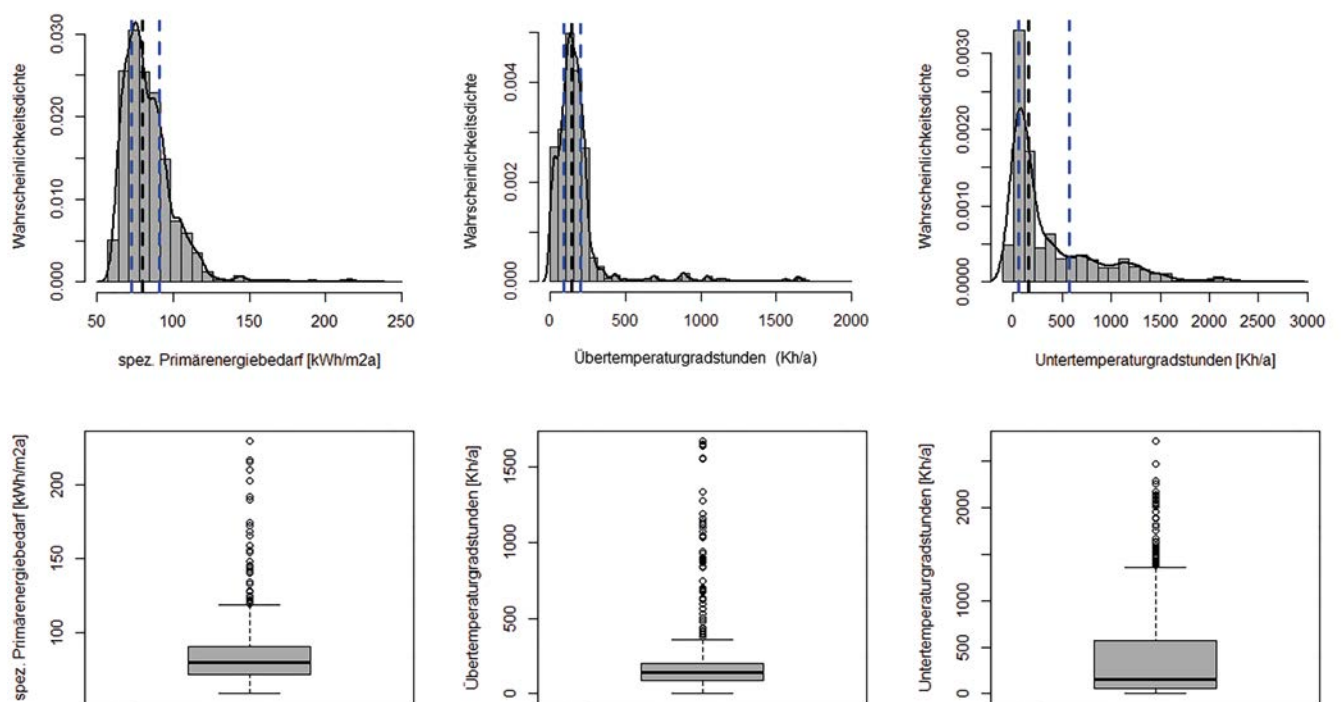 Wahrscheinlichkeitsdichte
0.030
0.020
0.010
0.000
50 100 150 200 250
spez. Primärenergiebedarf [kWh/m2a]
Wahrscheinlichkeitsdichte
0.004
0.002
0.000
0 500 1000 1500 2000
Übertemperaturgradstunden (Kh/a)
Wahrscheinlichkeitsdichte
0.0030
0.0020
0.0010
0.0000
0 500 1000 1500 2000 2500 3000
Untertemperaturgradstunden [Kh/a]
spez. Primärenergiebedarf [kWh/m2a]
200
150
100
Übertemperaturgradstunden [Kh/a]
1500
1000
500
0
Untertemperaturgradstunden [Kh/a]
2000
1000
500
0